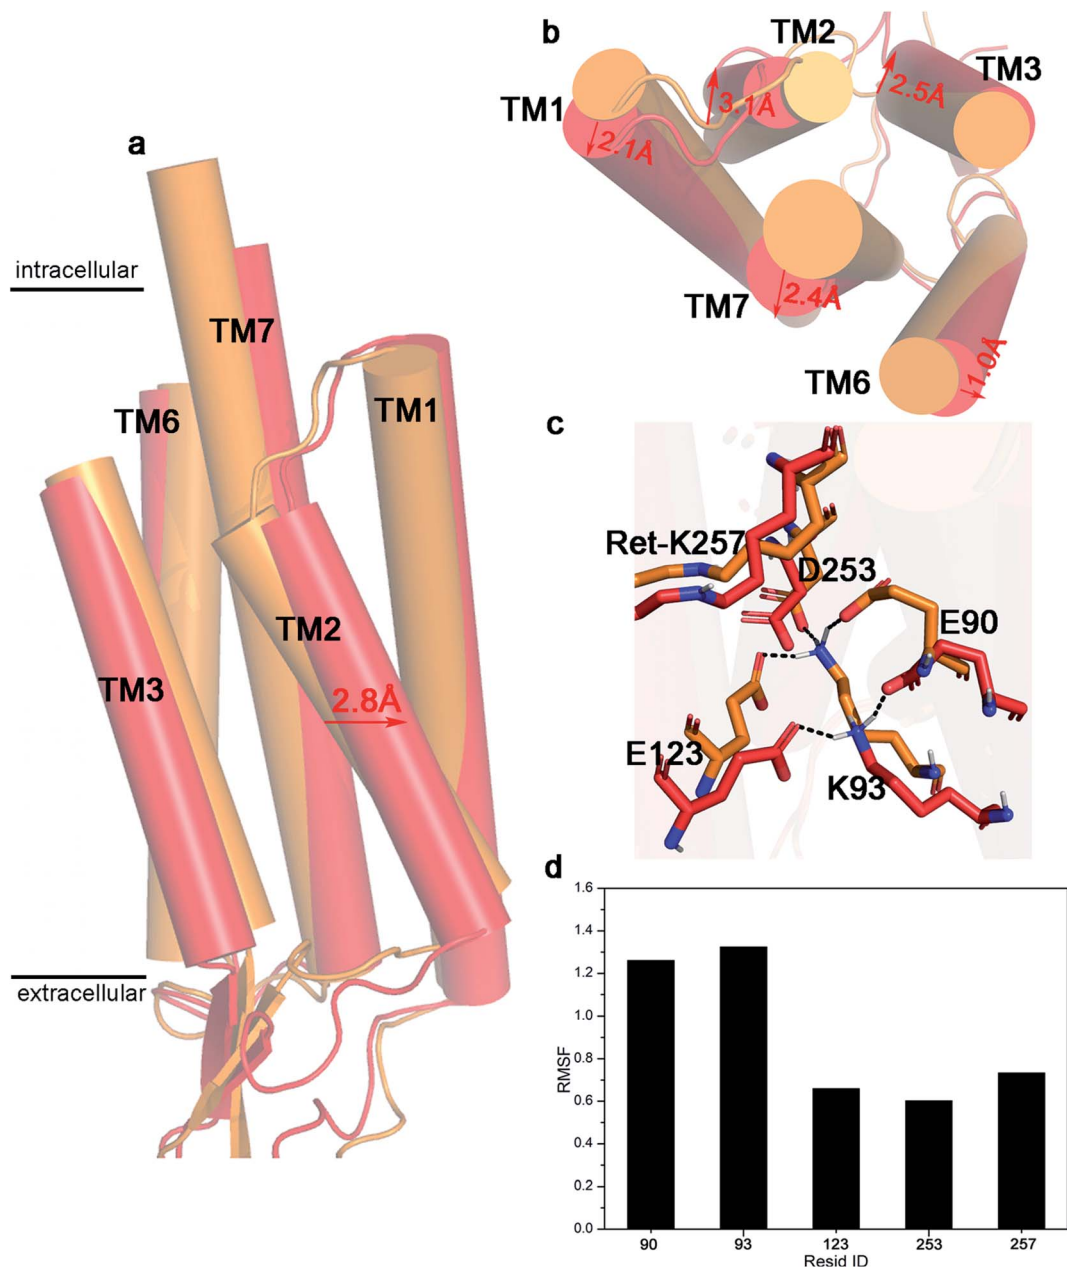 a
intracellular
TM7
TM6
TM1
TM2
TM3
2.8Å
extracellular
b
TM2
TM3
TM1
3.1Å
2.5Å
2.1Å
TM7
2.4Å
TM6
1.0Å
c
Ret-K257
D253
E90
E123
K93
d
1.6
1.4
1.2
1.0
0.8
0.6
0.4
0.2
0.0
RMSF
90 93 123 253 257
Resid ID